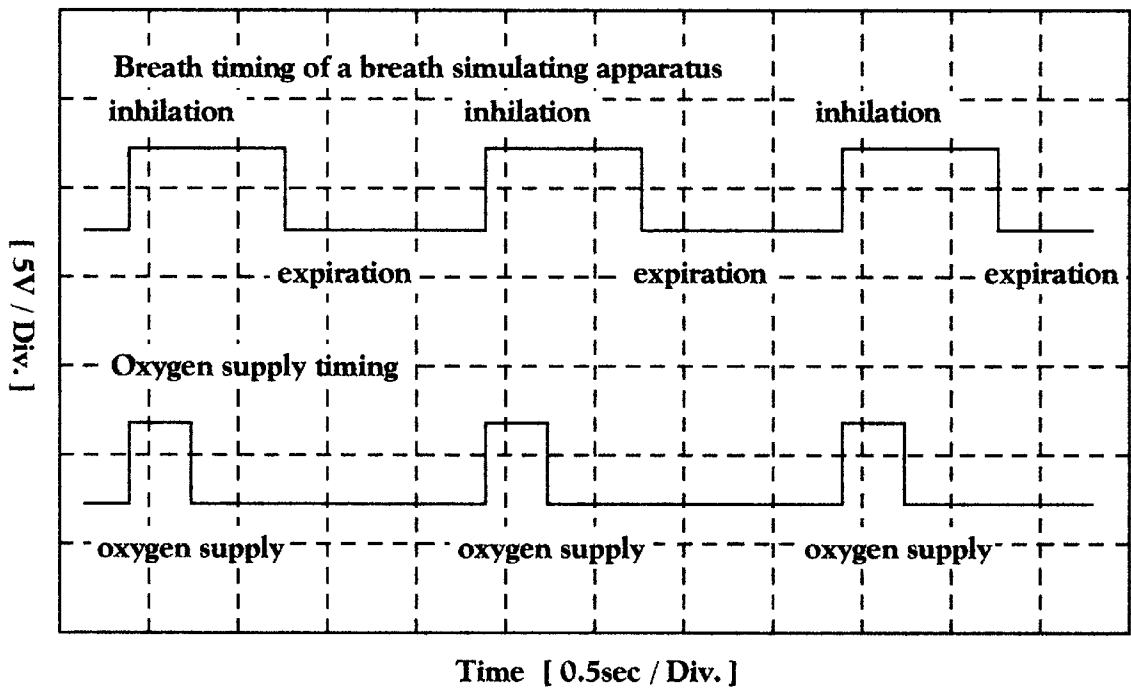 Breath timing of a breath simulating apparatus
inhilation inhilation inhilation
expiration expiration expiration
[ 5V / Div. ]
Oxygen supply timing
oxygen supply oxygen supply oxygen supply
Time [ 0.5sec / Div. ]